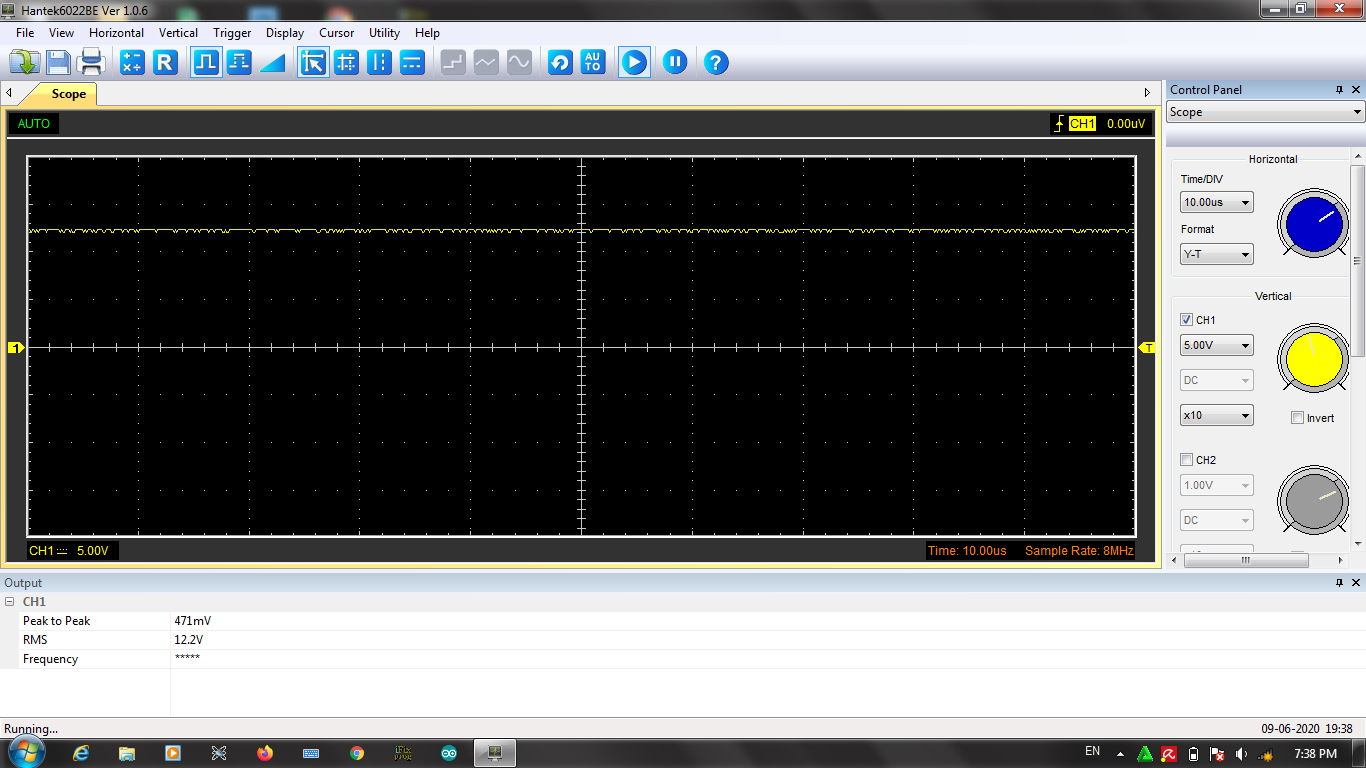 Hantek6022BE Ver 1.0.6
File View Horizontal Vertical Trigger Display Cursor Utility Help
R AU TO ?
Scope
AUTO
CH1 0.00uV
1
T
CH1 5.00V
Time: 10.00us Sample Rate: 8MHz
Control Panel
Scope
Horizontal
Time/DIV
10.00us
Format
Y-T
Vertical
CH1
5.00V
DC
x10
Invert
CH2
1.00V
DC
Output
CH1
Peak to Peak 471mV
RMS 12.2V
Frequency *****
Running...
09-06-2020 19:38
EN
7:38 PM